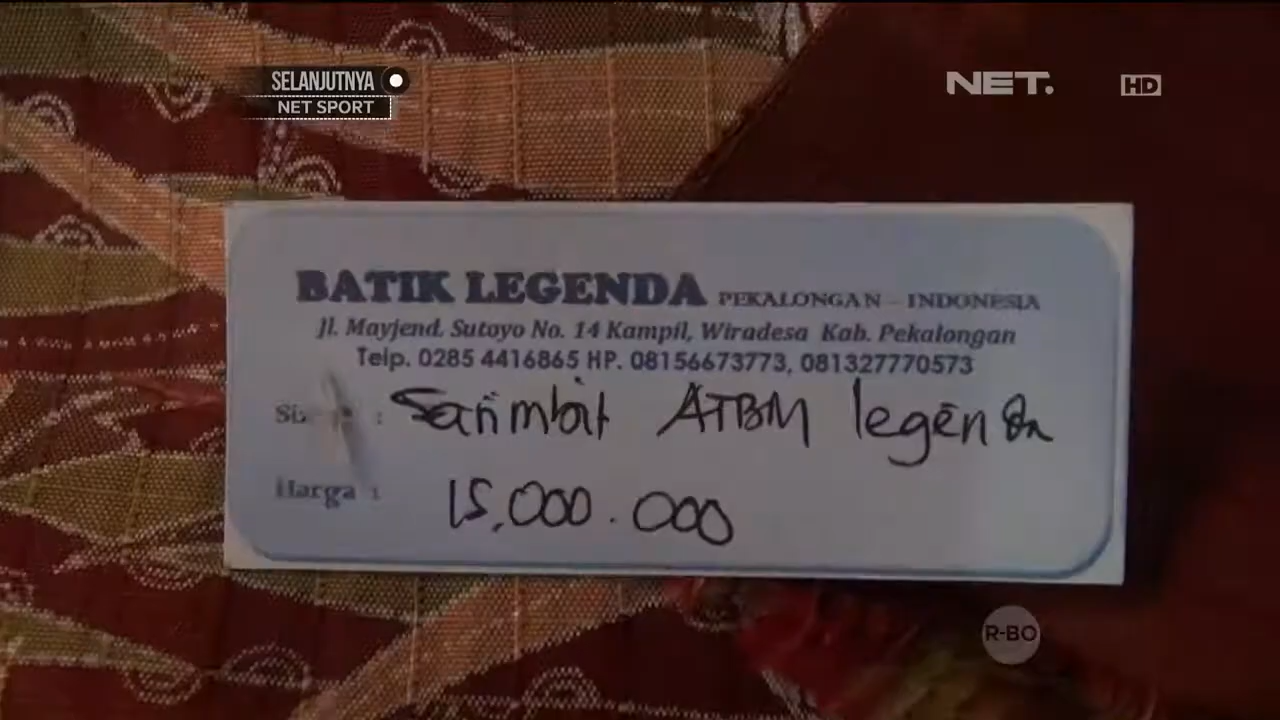 SELANJUTNYA
NET SPORT
NET.
HD
BATIK LEGENDA PEKALONGAN - INDONESIA
Jl. Mayjend. Sutoyo No. 14 Kampil, Wiradesa Kab. Pekalongan
Telp. 0285 4416865 HP. 08156673773, 081327770573
: Sarimbit ATBM legenda
Harga : 15.000.000
R-BO